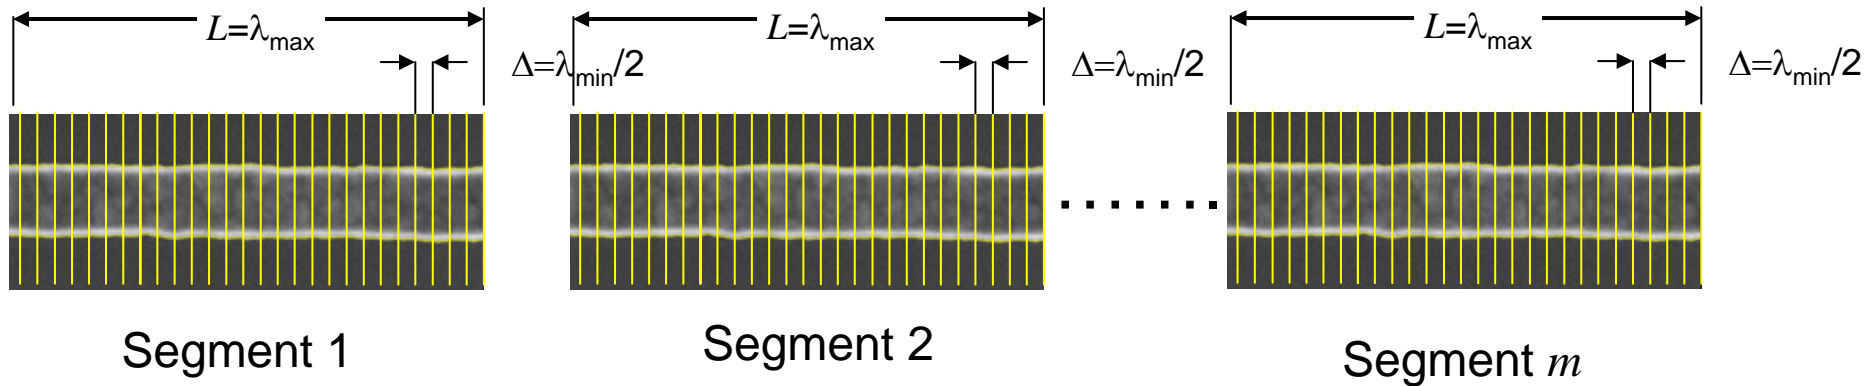 L=λmax L=λmax L=λmax
Δ=λmin/2 Δ=λmin/2 Δ=λmin/2
Segment 1 Segment 2 Segment m